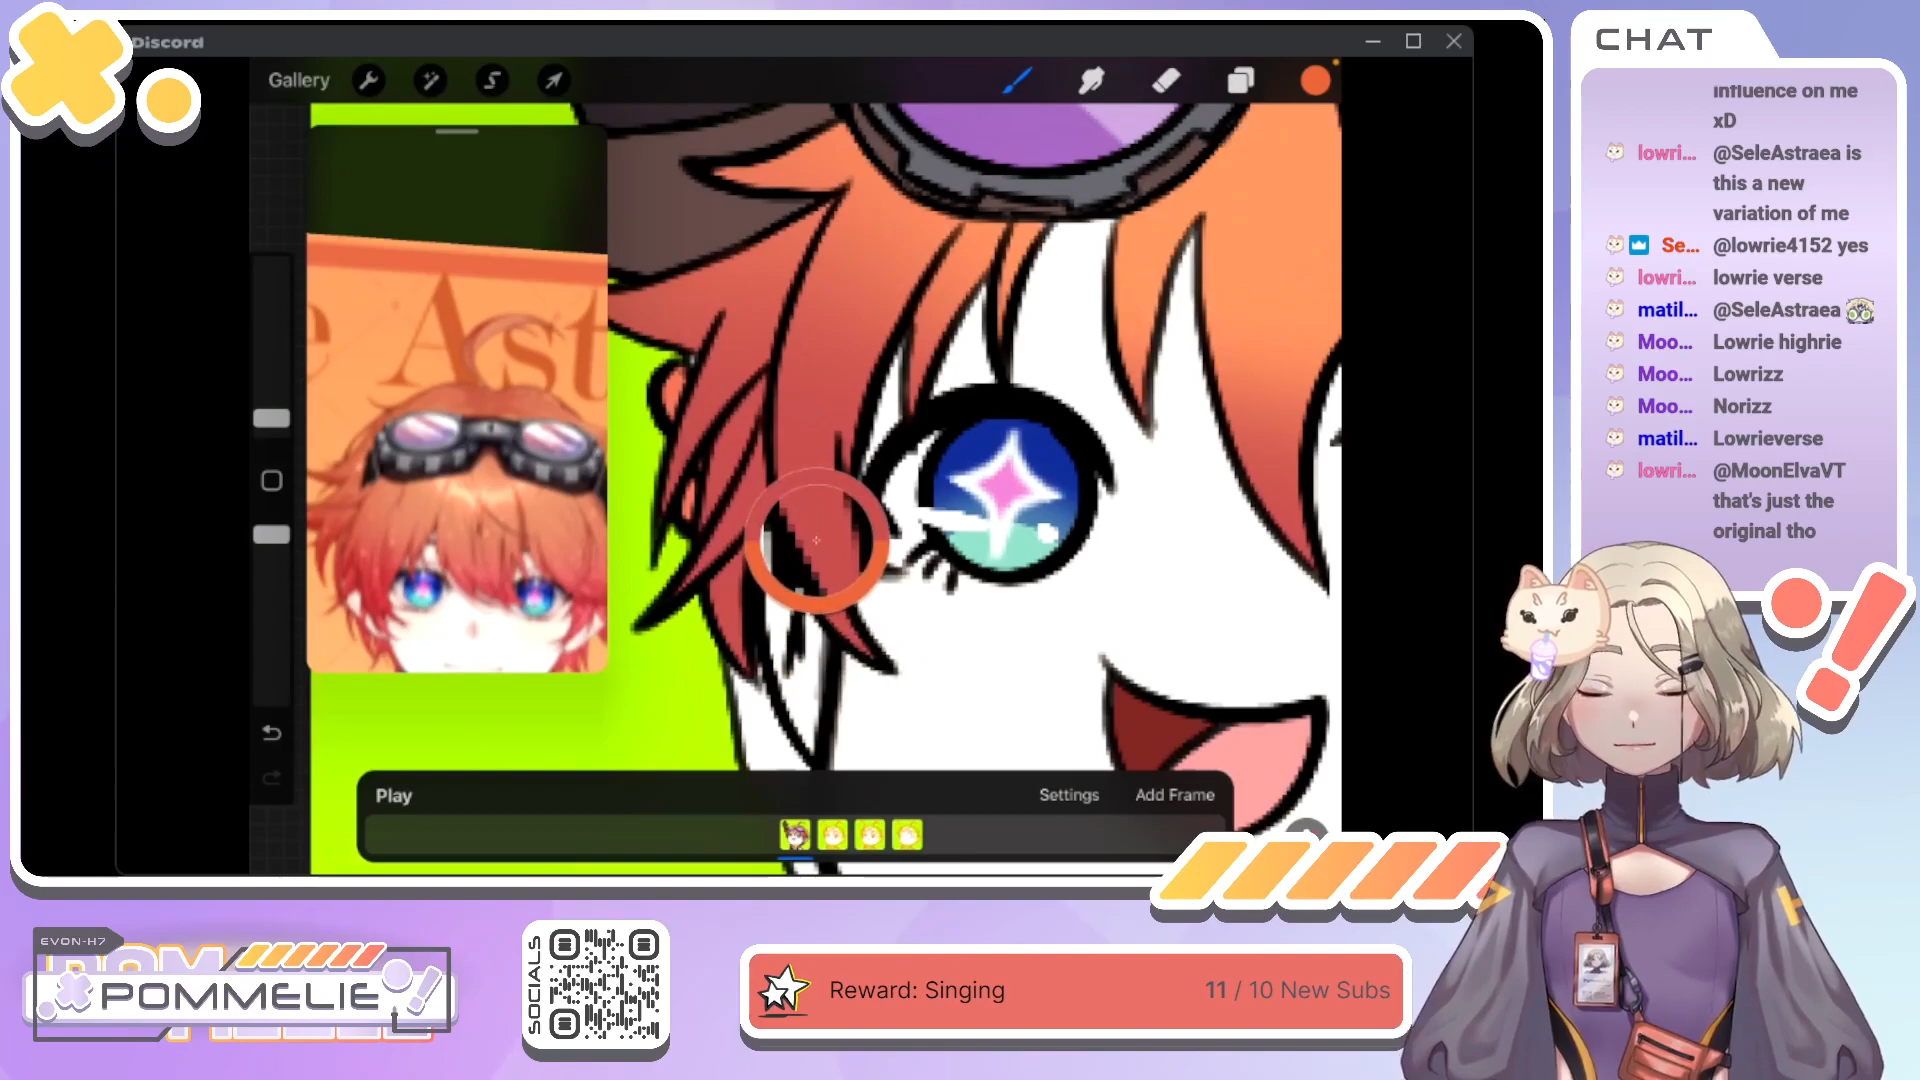 Discord
Gallery
e Ast
Play
Settings
Add Frame
CHAT
influence on me
xD
lowri... @SeleAstraea is
this a new
variation of me
Se... @lowrie4152 yes
lowri... lowrie verse
matil... @SeleAstraea
Moo... Lowrie highrie
Moo... Lowrizz
Moo... Norizz
matil... Lowrieverse
lowri... @MoonElvaVT
that's just the
original tho
EVON-H7
POMMELIE
SOCIALS
Reward: Singing
11 / 10 New Subs